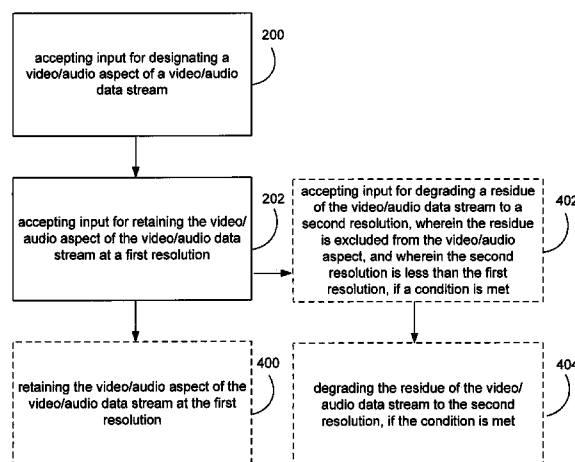 200
accepting input for designating a
video/audio aspect of a video/audio
data stream
202
accepting input for retaining the video/
audio aspect of the video/audio data
stream at a first resolution
402
accepting input for degrading a residue
of the video/audio data stream to a
second resolution, wherein the residue
is excluded from the video/audio
aspect, and wherein the second
resolution is less than the first
resolution, if a condition is met
400
retaining the video/audio aspect of the
video/audio data stream at the first
resolution
404
degrading the residue of the video/
audio data stream to the second
resolution, if the condition is met